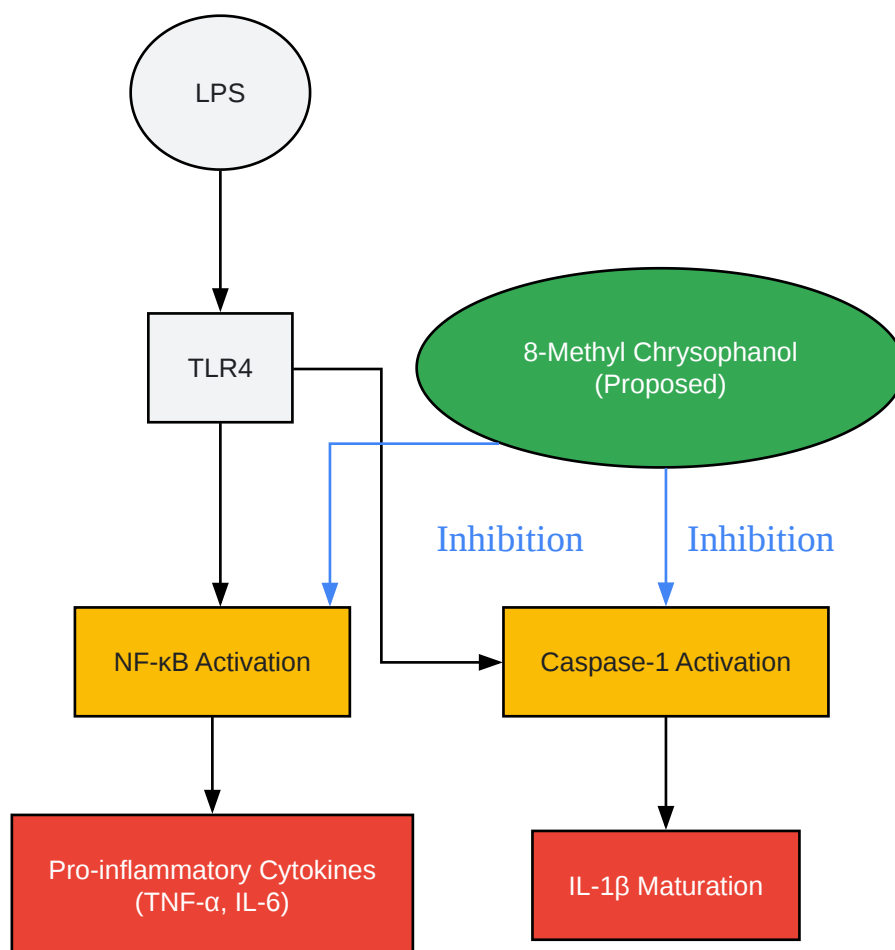 LPS
TLR4
8-Methyl Chrysophanol
(Proposed)
Inhibition
Inhibition
NF-κB Activation
Caspase-1 Activation
Pro-inflammatory Cytokines
(TNF-α, IL-6)
IL-1β Maturation